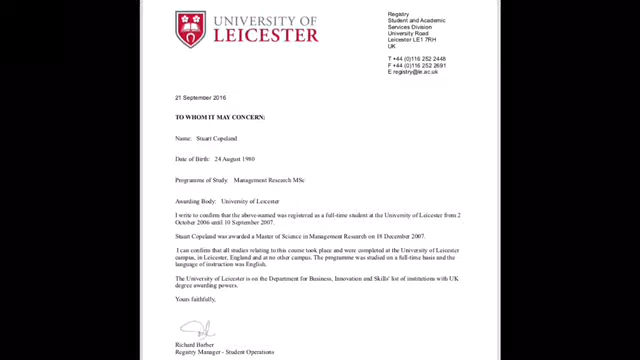 UNIVERSITY OF
LEICESTER
Registry
Student and Academic
Services Division
University Road
Leicester LE1 7RH
UK
T +44 (0)116 252 2448
F +44 (0)116 252 2691
E registry@le.ac.uk
21 September 2016
TO WHOM IT MAY CONCERN:
Name: Stuart Copeland
Date of Birth: 24 August 1980
Programme of Study: Management Research MSc
Awarding Body: University of Leicester
I write to confirm that the above-named was registered as a full-time student at the University of Leicester from 2
October 2006 until 10 September 2007.
Stuart Copeland was awarded a Master of Science in Management Research on 18 December 2007.
I can confirm that all studies relating to this course took place and were completed at the University of Leicester
campus, in Leicester, England and at no other campus. The programme was studied on a full-time basis and the
language of instruction was English.
The University of Leicester is on the Department for Business, Innovation and Skills' list of institutions with UK
degree awarding powers.
Yours faithfully,
Richard Barber
Registry Manager - Student Operations